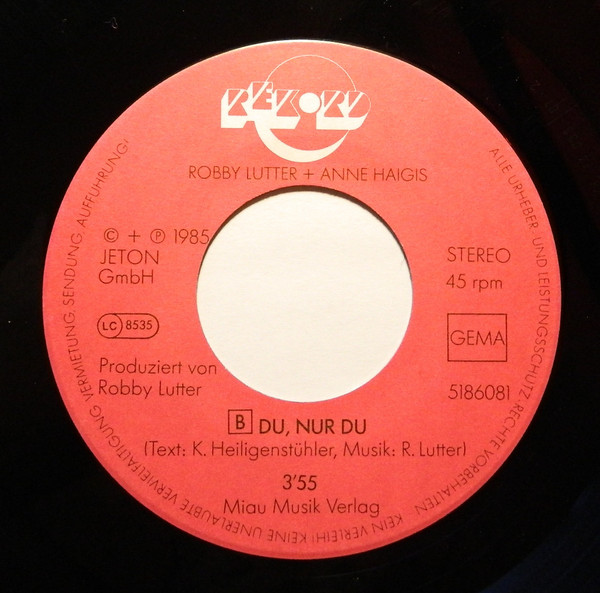 REKORD
ROBBY LUTTER + ANNE HAIGIS
© + ℗ 1985
JETON
GmbH
LC 8535
Produziert von
Robby Lutter
STEREO
45 rpm
GEMA
5186081
B DU, NUR DU
(Text: K. Heiligenstühler, Musik: R. Lutter)
3'55
Miau Musik Verlag
ALLE URHEBER- UND LEISTUNGSSCHUTZRECHTE VORBEHALTEN. KEIN VERLEIH! KEINE UNERLAUBTE VERVIELFÄLTIGUNG, VERMIETUNG, SENDUNG, AUFFÜHRUNG!